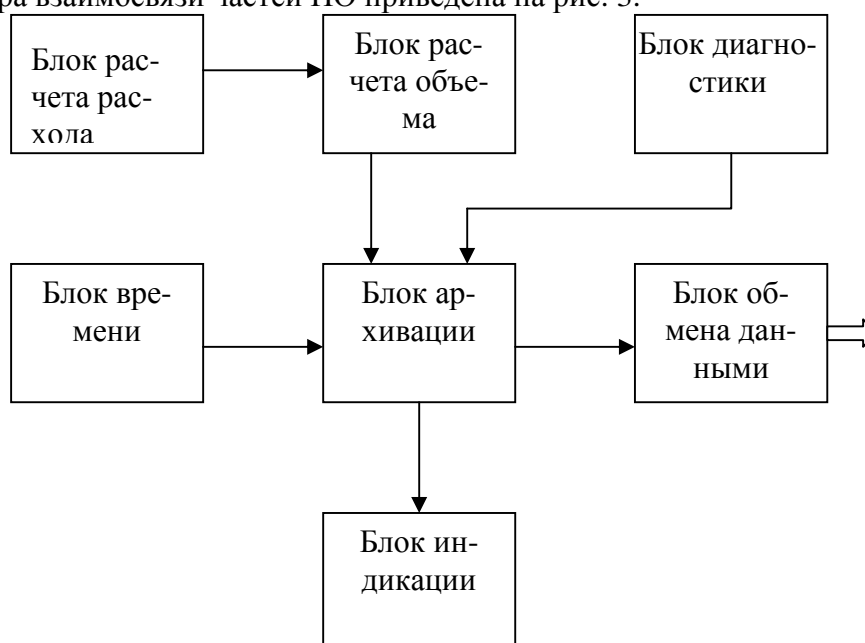 ра взаимосвязи частей ПО приведена на рис. 3.
Блок рас-
чета рас-
хода
Блок рас-
чета объе-
ма
Блок диагно-
стики
Блок вре-
мени
Блок ар-
хивации
Блок об-
мена дан-
ными
Блок ин-
дикации